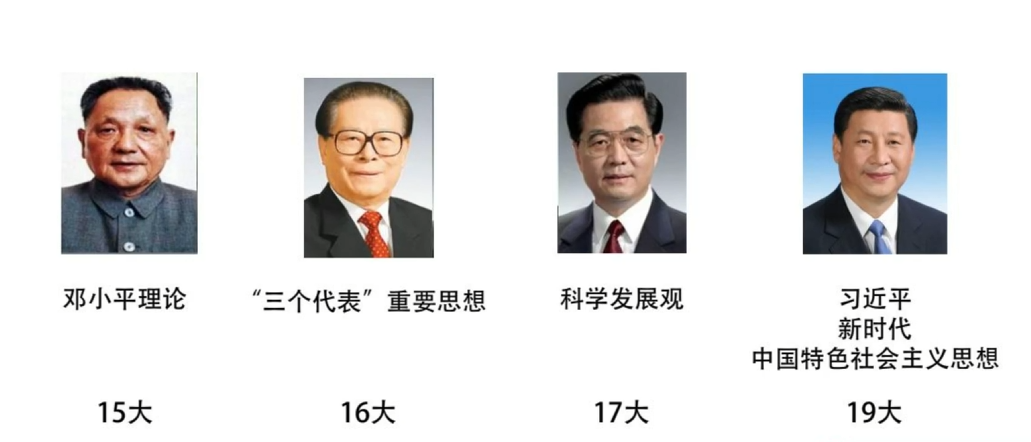 邓小平理论
“三个代表”重要思想
科学发展观
习近平
新时代
中国特色社会主义思想
15大
16大
17大
19大